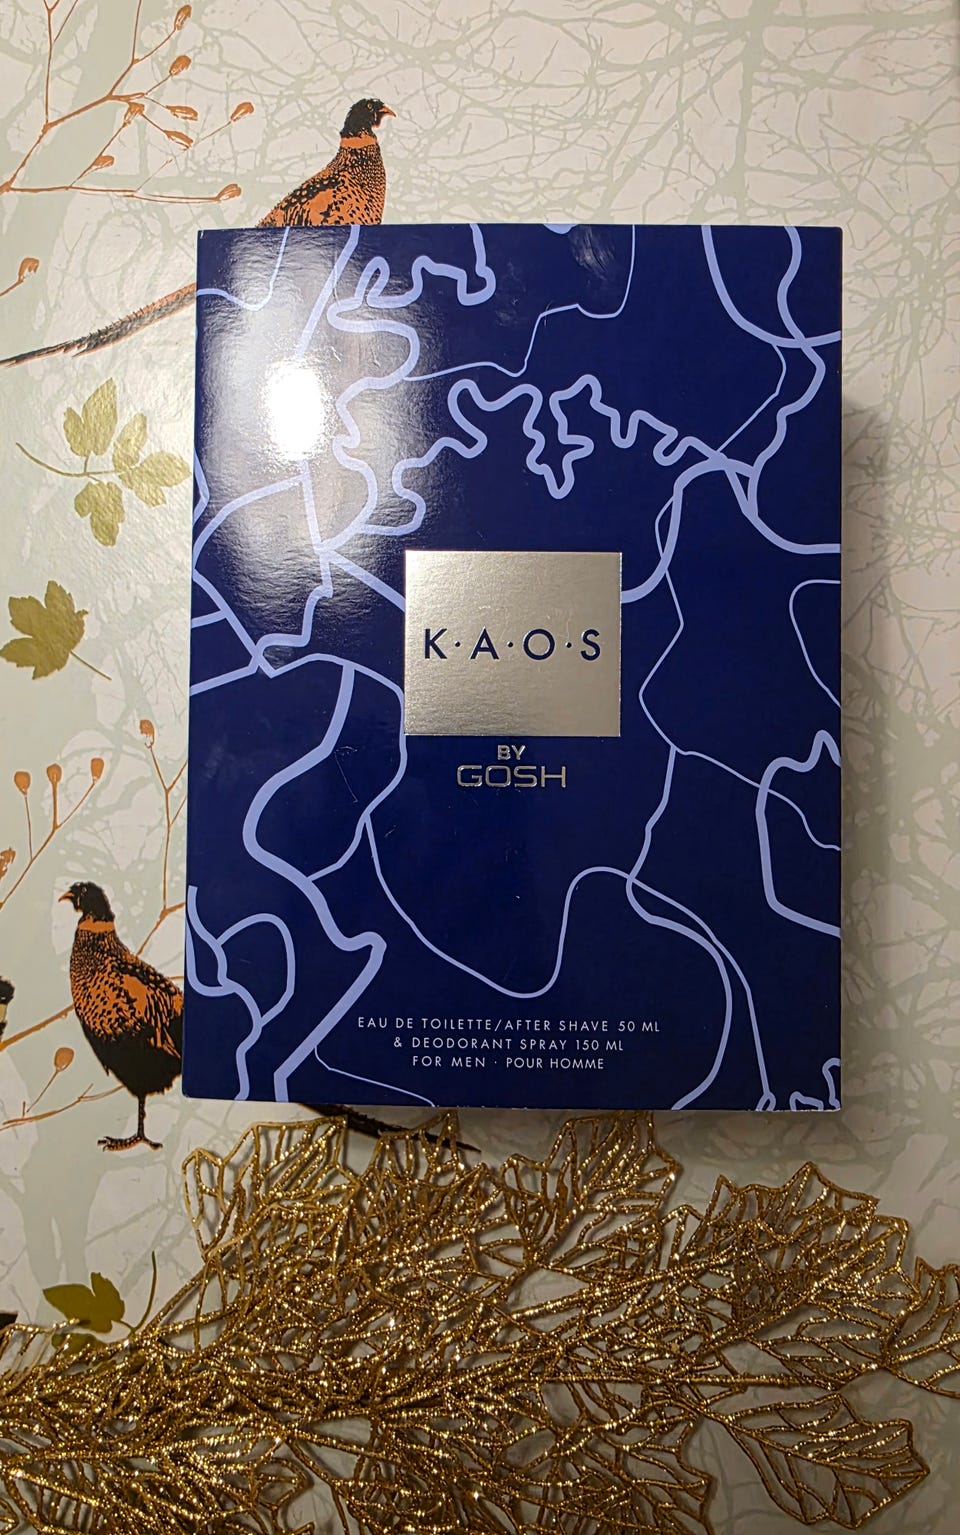 K·A·O·S
BY
GOSH
EAU DE TOILETTE/AFTER SHAVE 50 ML
& DEODORANT SPRAY 150 ML
FOR MEN · POUR HOMME